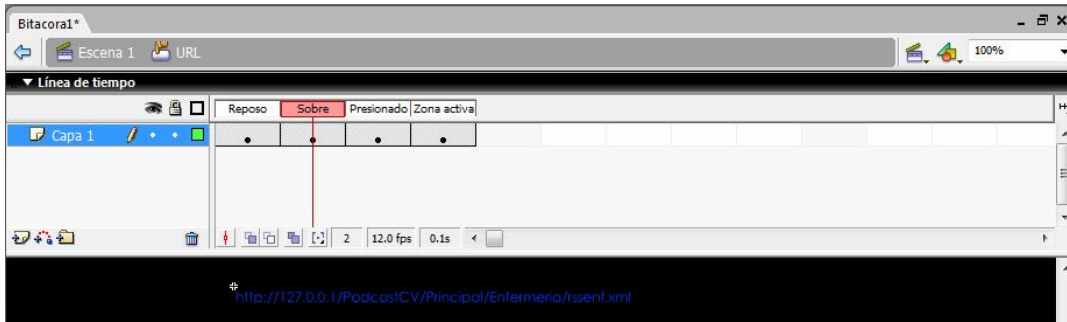 Bitacora1*
Escena 1 URL 100%
Línea de tiempo
Reposo Sobre Presionado Zona activa
Capa 1
2 12.0 fps 0.1s
http://127.0.0.1/PodcastCV/Principal/Enfermeria/rssenf.xml